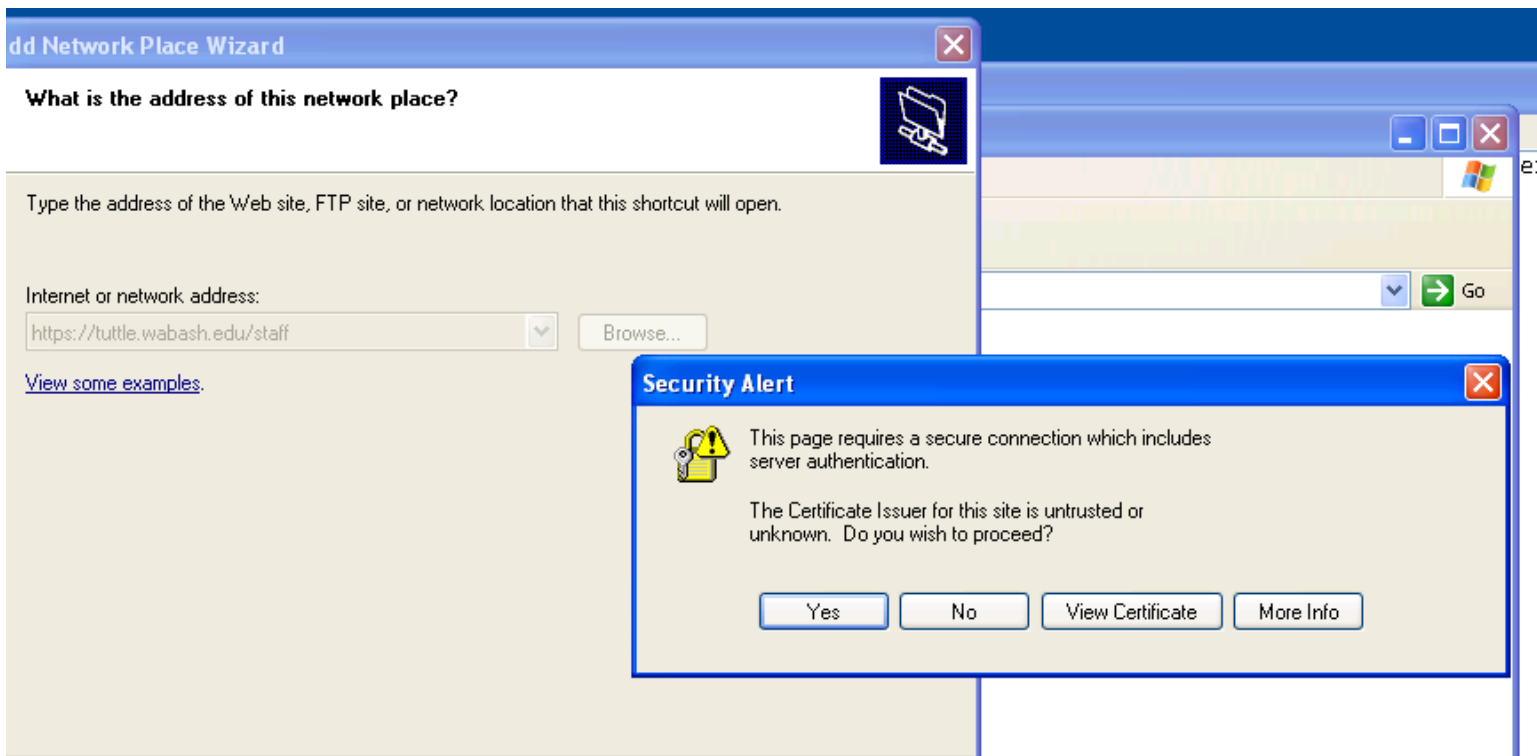 dd Network Place Wizard
What is the address of this network place?
Type the address of the Web site, FTP site, or network location that this shortcut will open.
Internet or network address:
https://tuttle.wabash.edu/staff
Browse...
View some examples.
Go
Security Alert
This page requires a secure connection which includes
server authentication.
The Certificate Issuer for this site is untrusted or
unknown. Do you wish to proceed?
Yes No View Certificate More Info